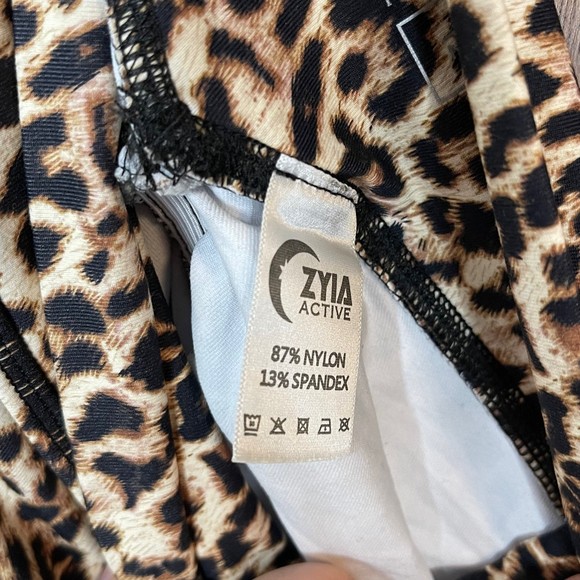 ZYIA
ACTIVE
87% NYLON
13% SPANDEX